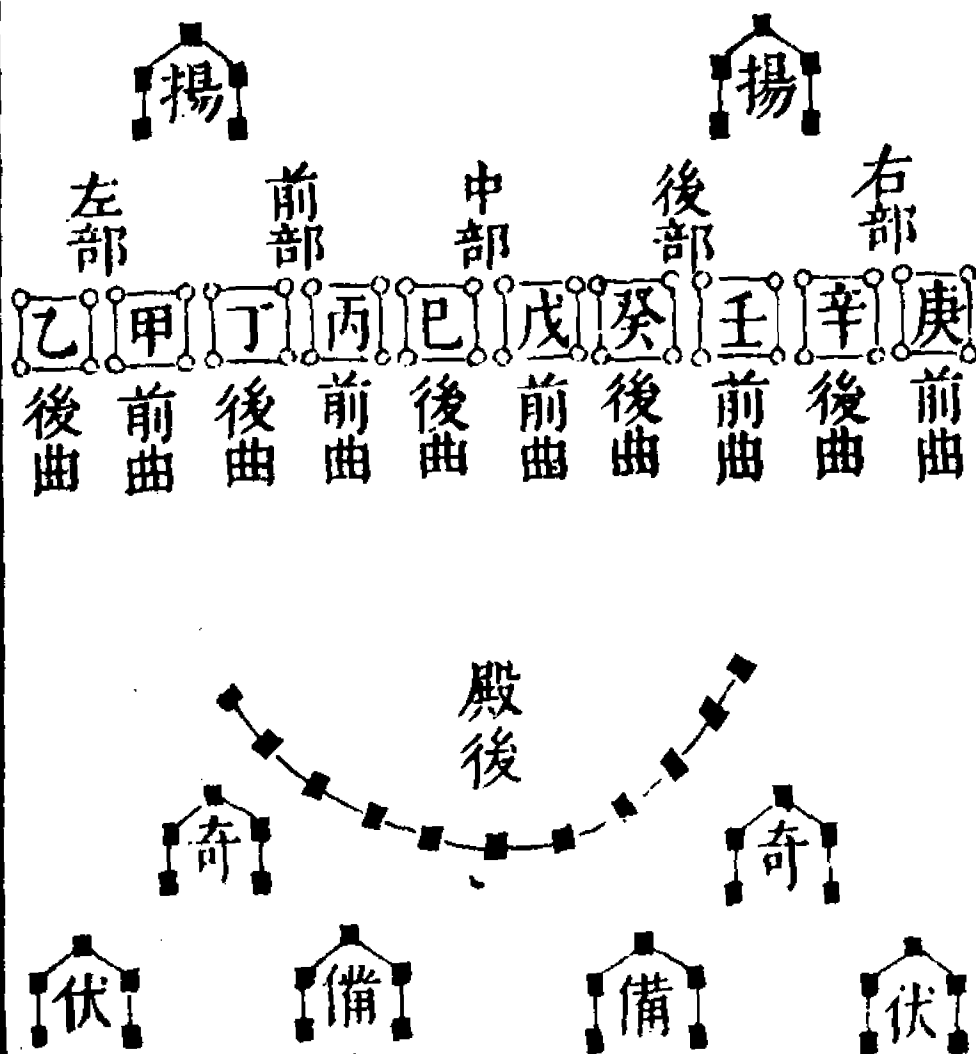 揚
揚
右部
後部
中部
前部
左部
庚
辛
壬
癸
戊
巳
丙
丁
甲
乙
前曲
後曲
前曲
後曲
前曲
後曲
前曲
後曲
前曲
後曲
殿後
奇
奇
伏
備
備
伏